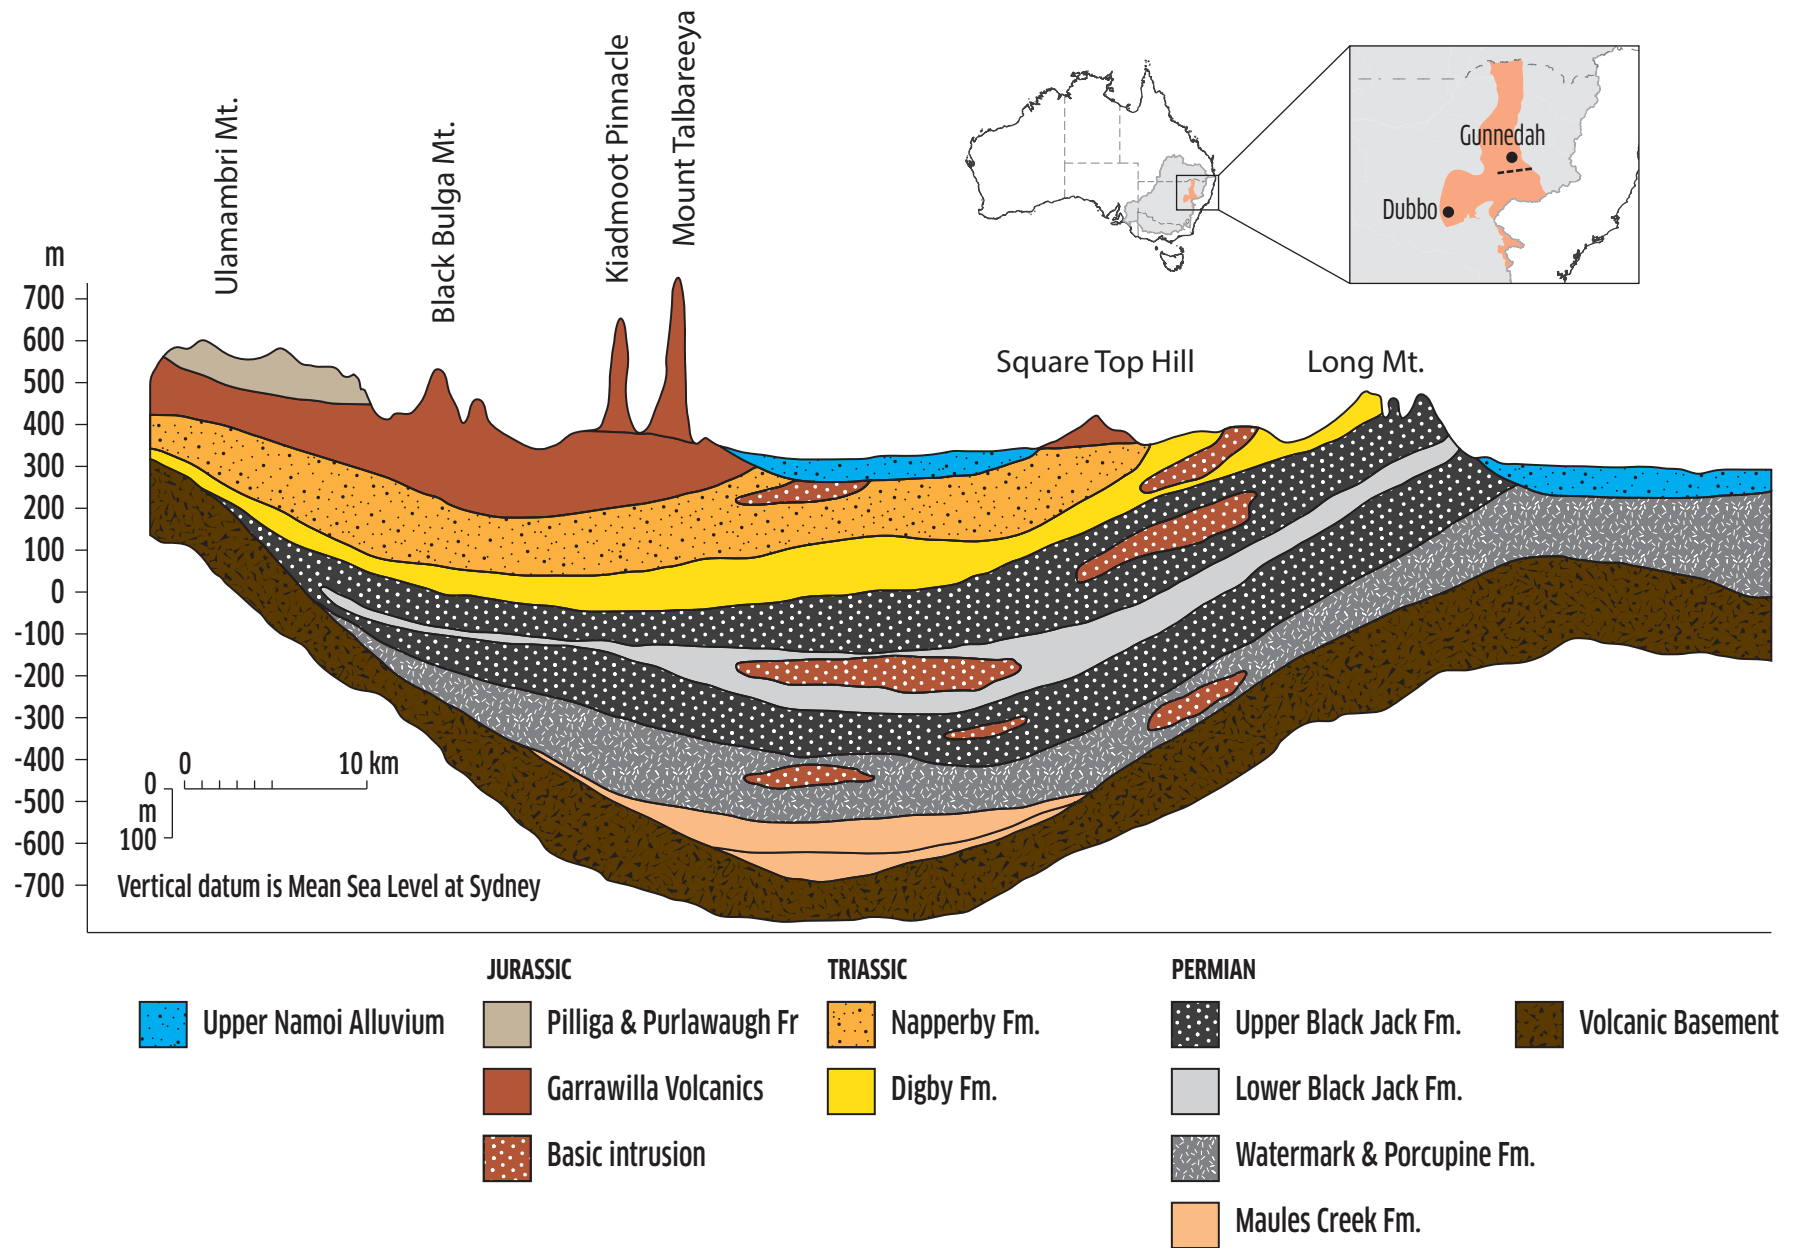 Ulamambri Mt.
Black Bulga Mt.
Kiadmoot Pinnacle
Mount Talbareeya
Gunnedah
Dubbo
Square Top Hill
Long Mt.
m
700
600
500
400
300
200
100
0
-100
-200
-300
-400
-500
-600
-700
0
10 km
0
m
100
Vertical datum is Mean Sea Level at Sydney
JURASSIC
TRIASSIC
PERMIAN
Upper Namoi Alluvium
Pilliga & Purlawaugh Fr
Napperby Fm.
Upper Black Jack Fm.
Volcanic Basement
Garrawilla Volcanics
Digby Fm.
Lower Black Jack Fm.
Basic intrusion
Watermark & Porcupine Fm.
Maules Creek Fm.